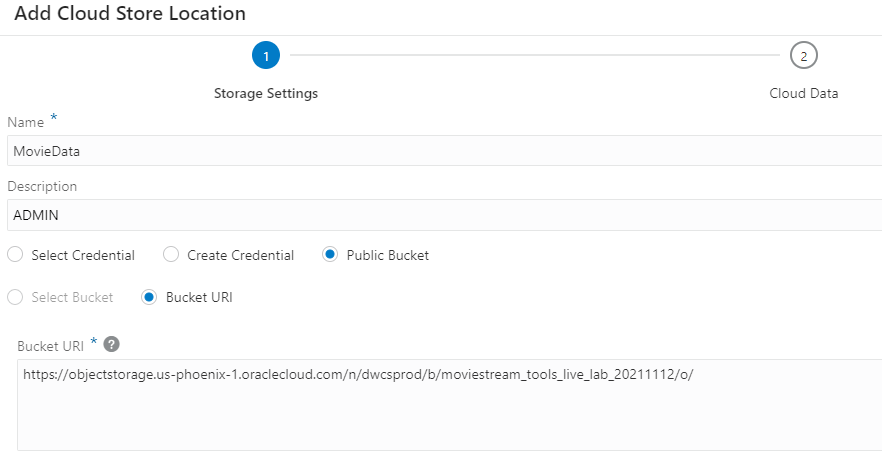 Add Cloud Store Location
1 2
Storage Settings Cloud Data
Name *
MovieData
Description
ADMIN
Select Credential Create Credential Public Bucket
Select Bucket Bucket URI
Bucket URI * ?
https://objectstorage.us-phoenix-1.oraclecloud.com/n/dwcsprod/b/moviestream_tools_live_lab_20211112/o/